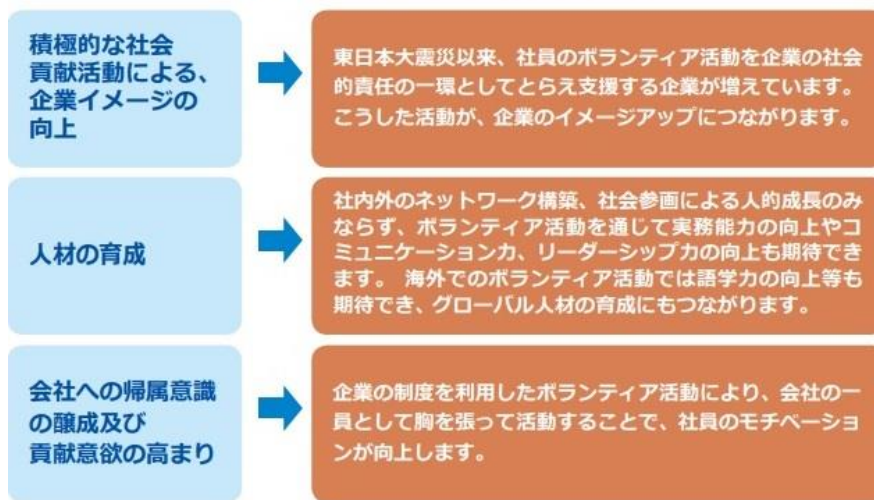 積極的な社会
貢献活動による、
企業イメージの
向上
東日本大震災以来、社員のボランティア活動を企業の社会
的責任の一環としてとらえ支援する企業が増えています。
こうした活動が、企業のイメージアップにつながります。
人材の育成
社内外のネットワーク構築、社会参画による人的成長のみ
ならず、ボランティア活動を通じて実務能力の向上やコ
ミュニケーション力、リーダーシップ力の向上も期待でき
ます。 海外でのボランティア活動では語学力の向上等も
期待でき、グローバル人材の育成にもつながります。
会社への帰属意識
の醸成及び
貢献意欲の高まり
企業の制度を利用したボランティア活動により、会社の一
員として胸を張って活動することで、社員のモチベーショ
ンが向上します。